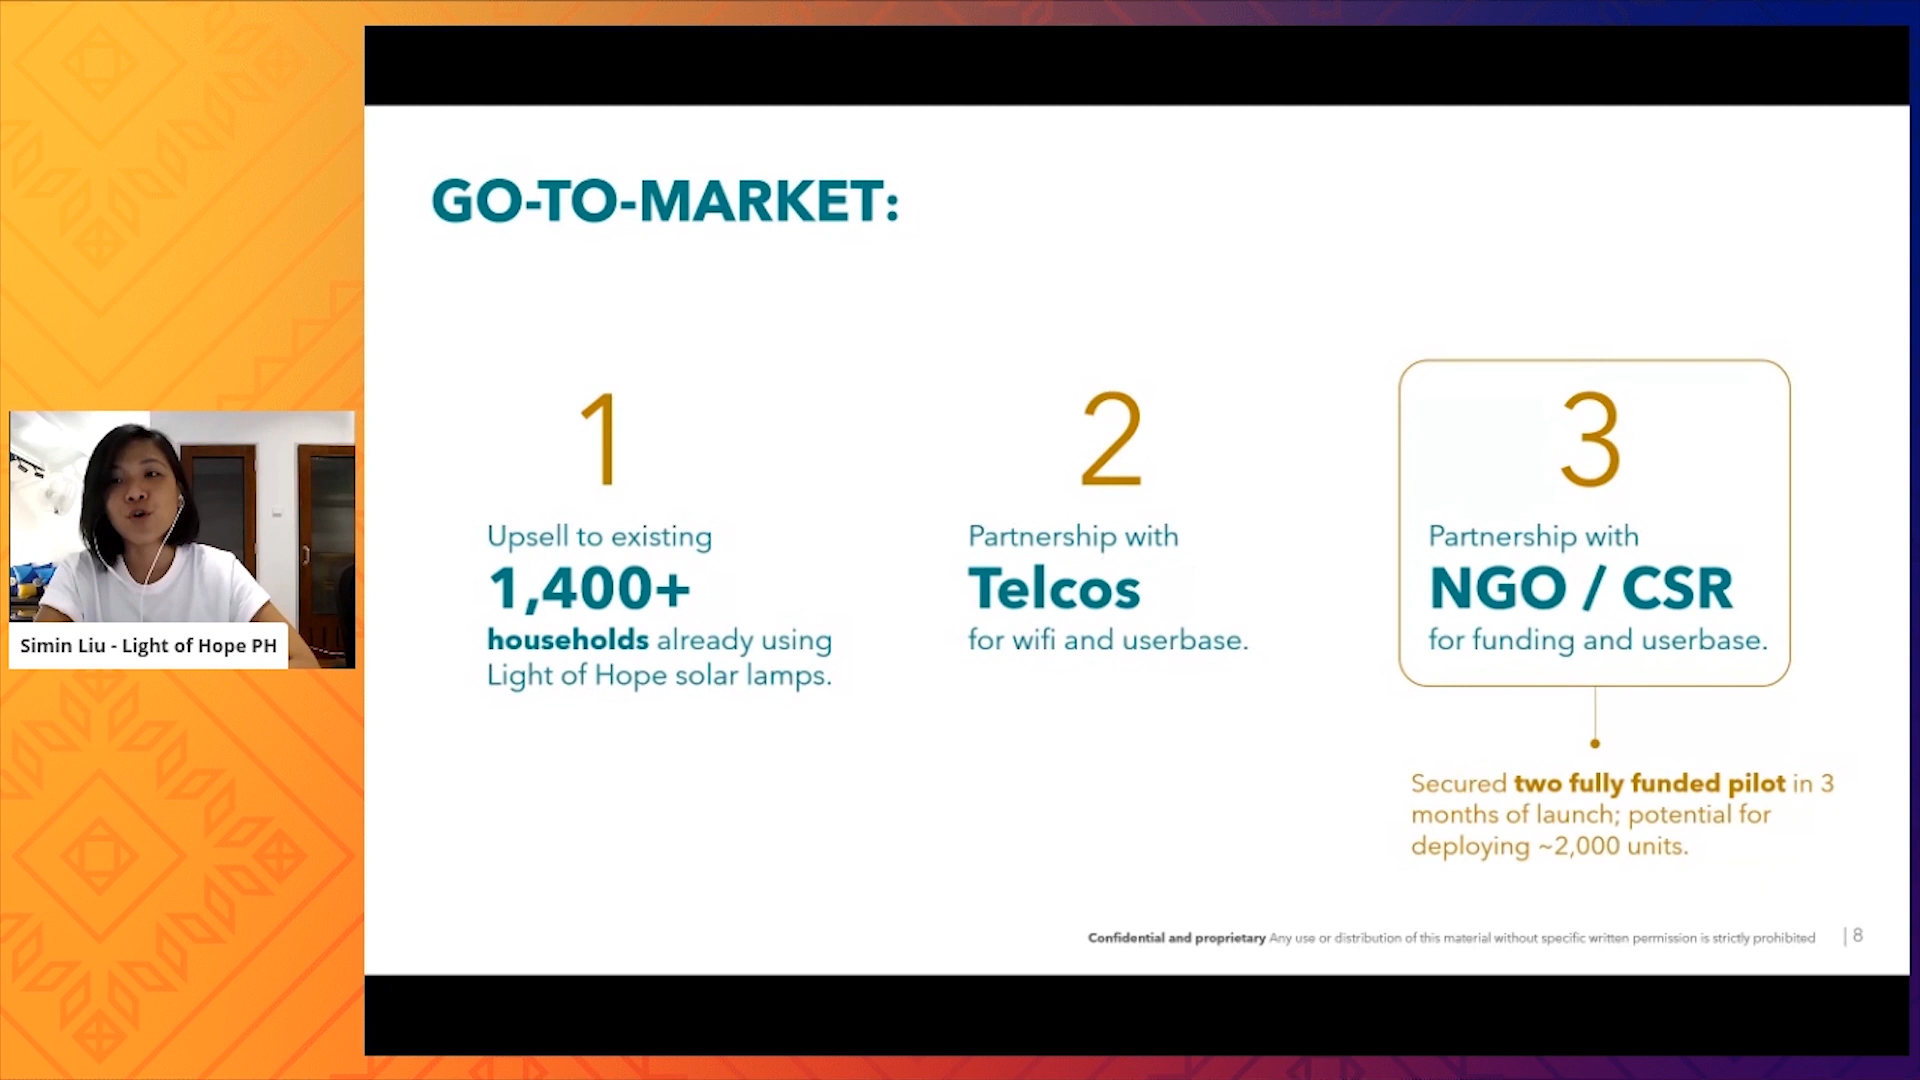 GO-TO-MARKET:
1
Upsell to existing
1,400+
households already using
Light of Hope solar lamps.
2
Partnership with
Telcos
for wifi and userbase.
3
Partnership with
NGO / CSR
for funding and userbase.
Secured two fully funded pilot in 3
months of launch; potential for
deploying ~2,000 units.
Simin Liu - Light of Hope PH
Confidential and proprietary Any use or distribution of this material without specific written permission is strictly prohibited | 8